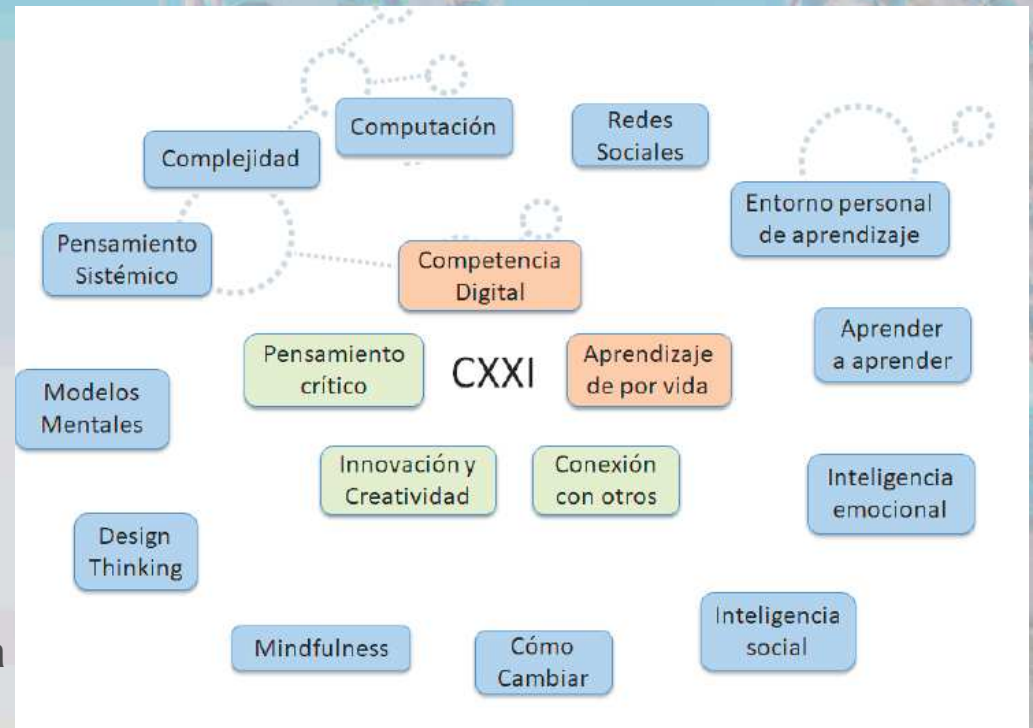 Computación
Redes
Sociales
Complejidad
Entorno personal
de aprendizaje
Pensamiento
Sistémico
Competencia
Digital
Aprender
a aprender
Pensamiento
crítico
CXXI
Aprendizaje
de por vida
Modelos
Mentales
Innovación y
Creatividad
Conexión
con otros
Inteligencia
emocional
Design
Thinking
Inteligencia
social
Mindfulness
Cómo
Cambiar